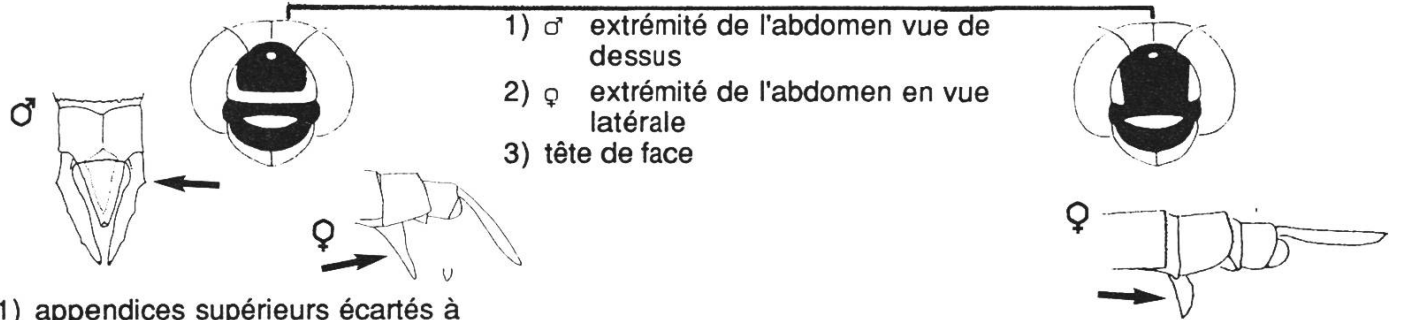 1) ♂ extrémité de l'abdomen vue de
dessus
2) ♀ extrémité de l'abdomen en vue
latérale
3) tête de face
♂
♀
♀
1) appendices supérieurs écartés à